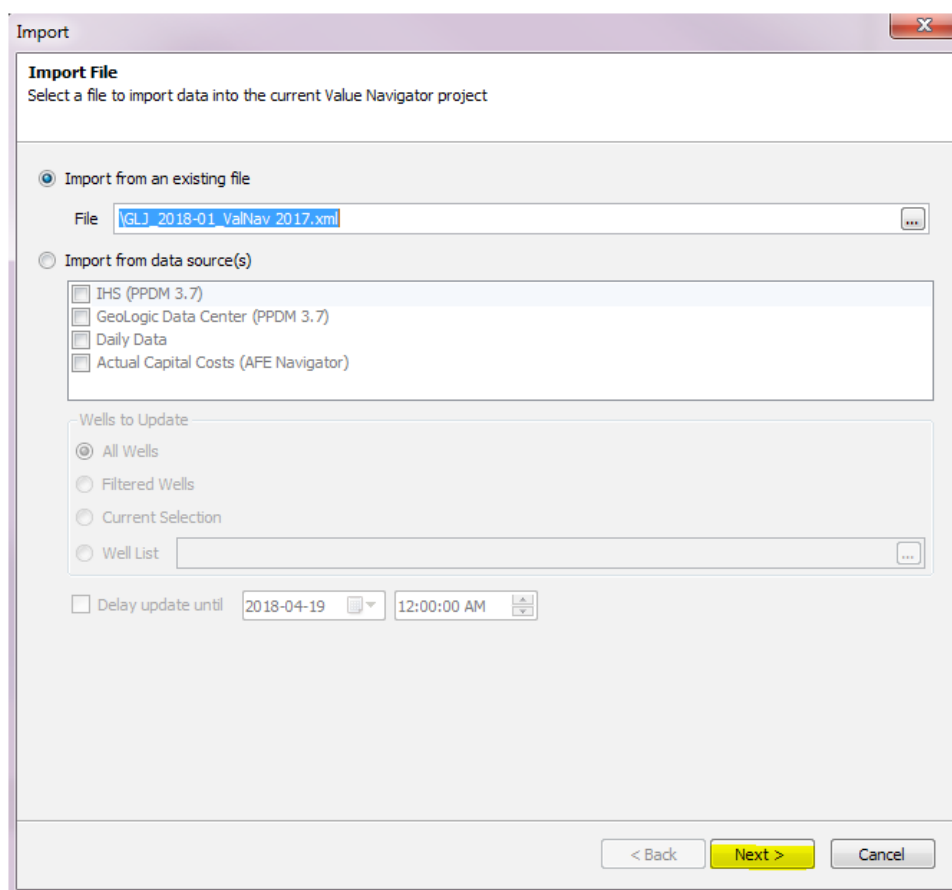 Import
Import File
Select a file to import data into the current Value Navigator project
Import from an existing file
File \GLJ_2018-01_ValNav 2017.xml ...
Import from data source(s)
IHS (PPDM 3.7)
GeoLogic Data Center (PPDM 3.7)
Daily Data
Actual Capital Costs (AFE Navigator)
Wells to Update
All Wells
Filtered Wells
Current Selection
Well List ...
Delay update until 2018-04-19 12:00:00 AM
< Back Next > Cancel